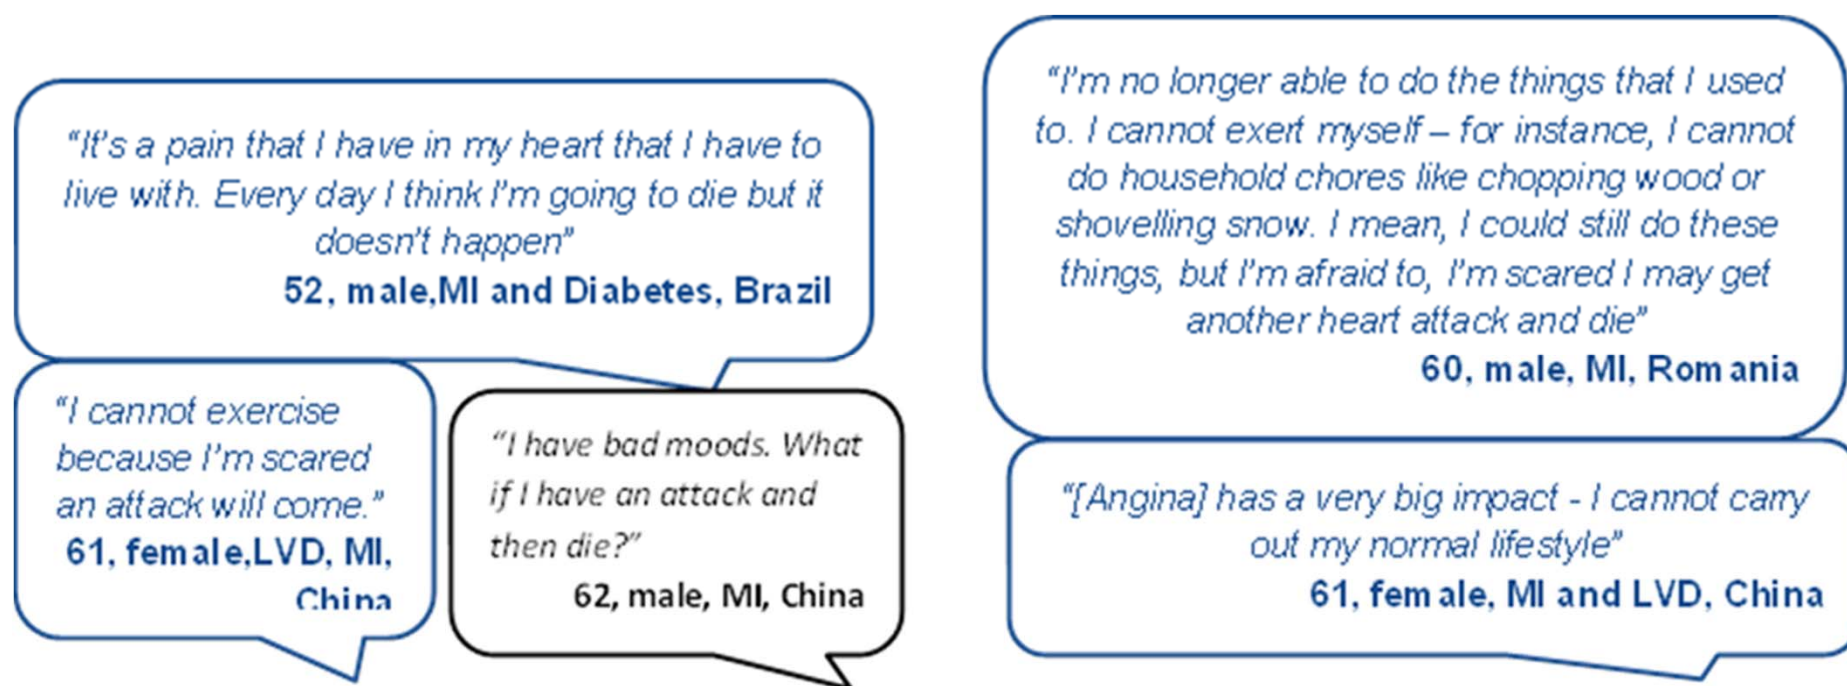 “It's a pain that I have in my heart that I have to
live with. Every day I think I'm going to die but it
doesn't happen”
52, male,MI and Diabetes, Brazil
“I cannot exercise
because I'm scared
an attack will come.”
61, female,LVD, MI,
China
“I have bad moods. What
if I have an attack and
then die?”
62, male, MI, China
“I'm no longer able to do the things that I used
to. I cannot exert myself – for instance, I cannot
do household chores like chopping wood or
shovelling snow. I mean, I could still do these
things, but I'm afraid to, I'm scared I may get
another heart attack and die”
60, male, MI, Romania
“[Angina] has a very big impact - I cannot carry
out my normal lifestyle”
61, female, MI and LVD, China